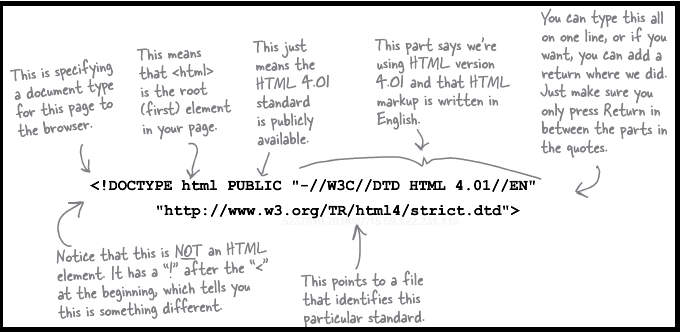 This is specifying
a document type
for this page to
the browser.
This means
that <html>
is the root
(first) element
in your page.
This just
means the
HTML 4.01
standard
is publicly
available.
This part says we're
using HTML version
4.01 and that HTML
markup is written in
English.
You can type this all
on one line, or if you
want, you can add a
return where we did.
Just make sure you
only press Return in
between the parts in
the quotes.
<!DOCTYPE html PUBLIC "-//W3C//DTD HTML 4.01//EN"
"http://www.w3.org/TR/html4/strict.dtd">
Notice that this is NOT an HTML
element. It has a "!" after the "<"
at the beginning, which tells you
this is something different.
This points to a file
that identifies this
particular standard.